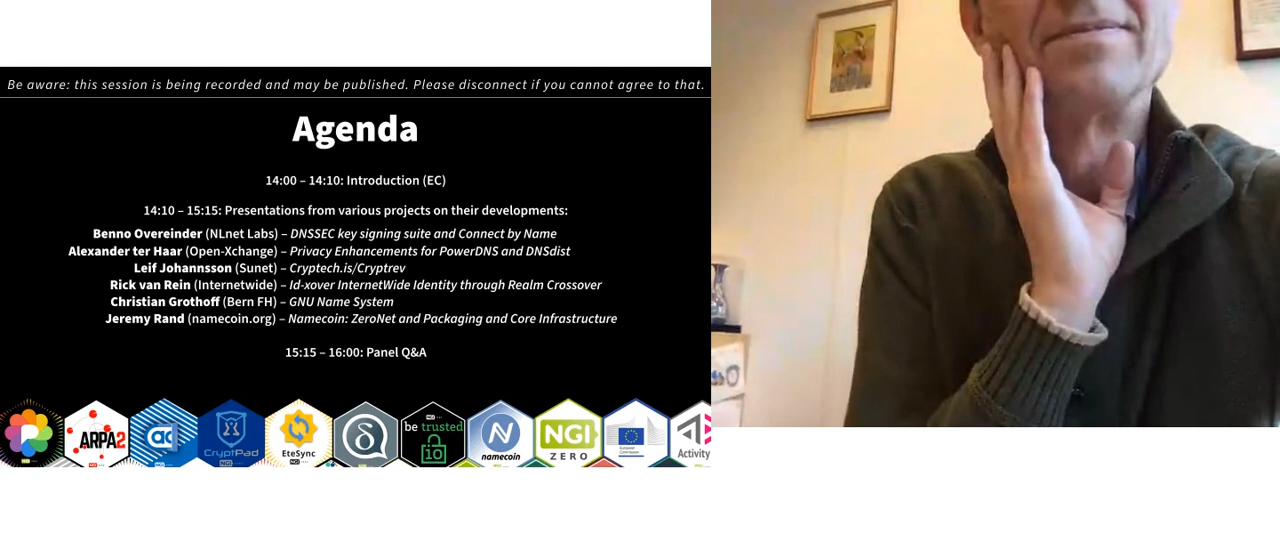 Be aware: this session is being recorded and may be published. Please disconnect if you cannot agree to that.
Agenda
14:00 – 14:10: Introduction (EC)
14:10 – 15:15: Presentations from various projects on their developments:
Benno Overeinder (NLnet Labs) – DNSSEC key signing suite and Connect by Name
Alexander ter Haar (Open-Xchange) – Privacy Enhancements for PowerDNS and DNSdist
Leif Johannsson (Sunet) – Cryptech.is/Cryptrev
Rick van Rein (Internetwide) – Id-xover InternetWide Identity through Realm Crossover
Christian Grothoff (Bern FH) – GNU Name System
Jeremy Rand (namecoin.org) – Namecoin: ZeroNet and Packaging and Core Infrastructure
15:15 – 16:00: Panel Q&A
ARPA2
CryptPad
NGI
EteSync
be trusted
io
namecoin
NGI
ZERO
European
Commission
Activity